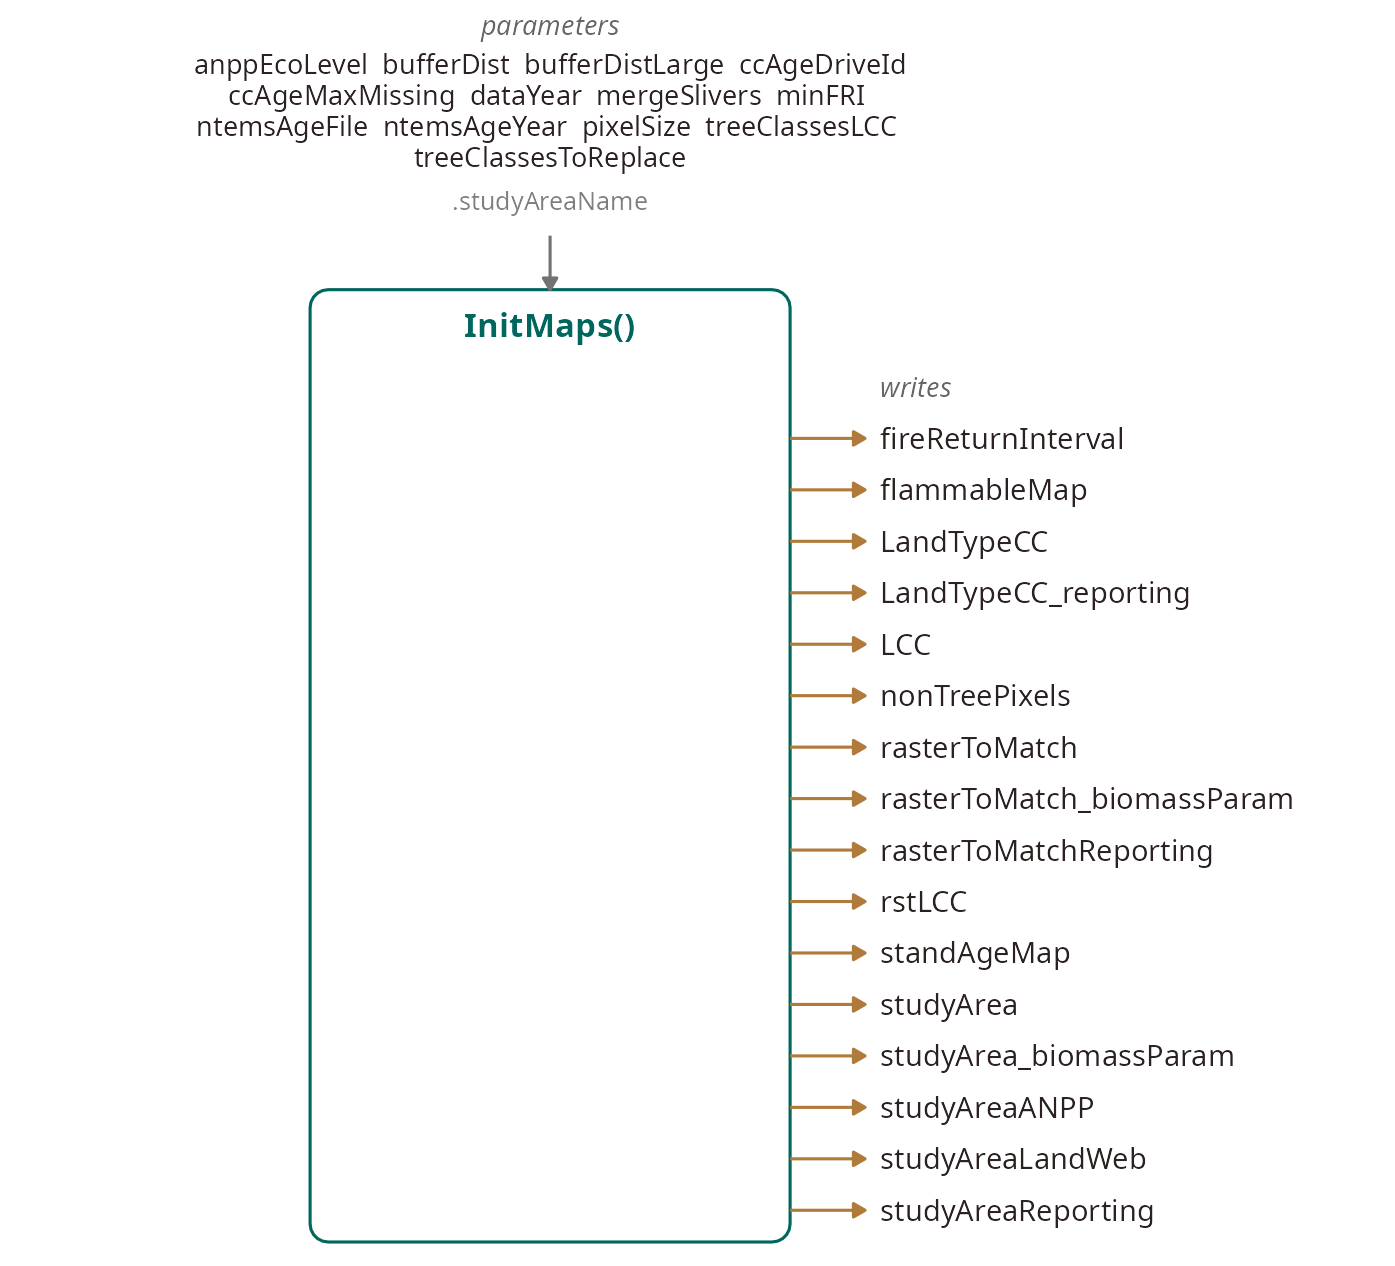 parameters
anppEcoLevel bufferDist bufferDistLarge ccAgeDriveId
ccAgeMaxMissing dataYear mergeSlivers minFRI
ntemsAgeFile ntemsAgeYear pixelSize treeClassesLCC
treeClassesToReplace
.studyAreaName
InitMaps()
writes
fireReturnInterval
flammableMap
LandTypeCC
LandTypeCC_reporting
LCC
nonTreePixels
rasterToMatch
rasterToMatch_biomassParam
rasterToMatchReporting
rstLCC
standAgeMap
studyArea
studyArea_biomassParam
studyAreaANPP
studyAreaLandWeb
studyAreaReporting